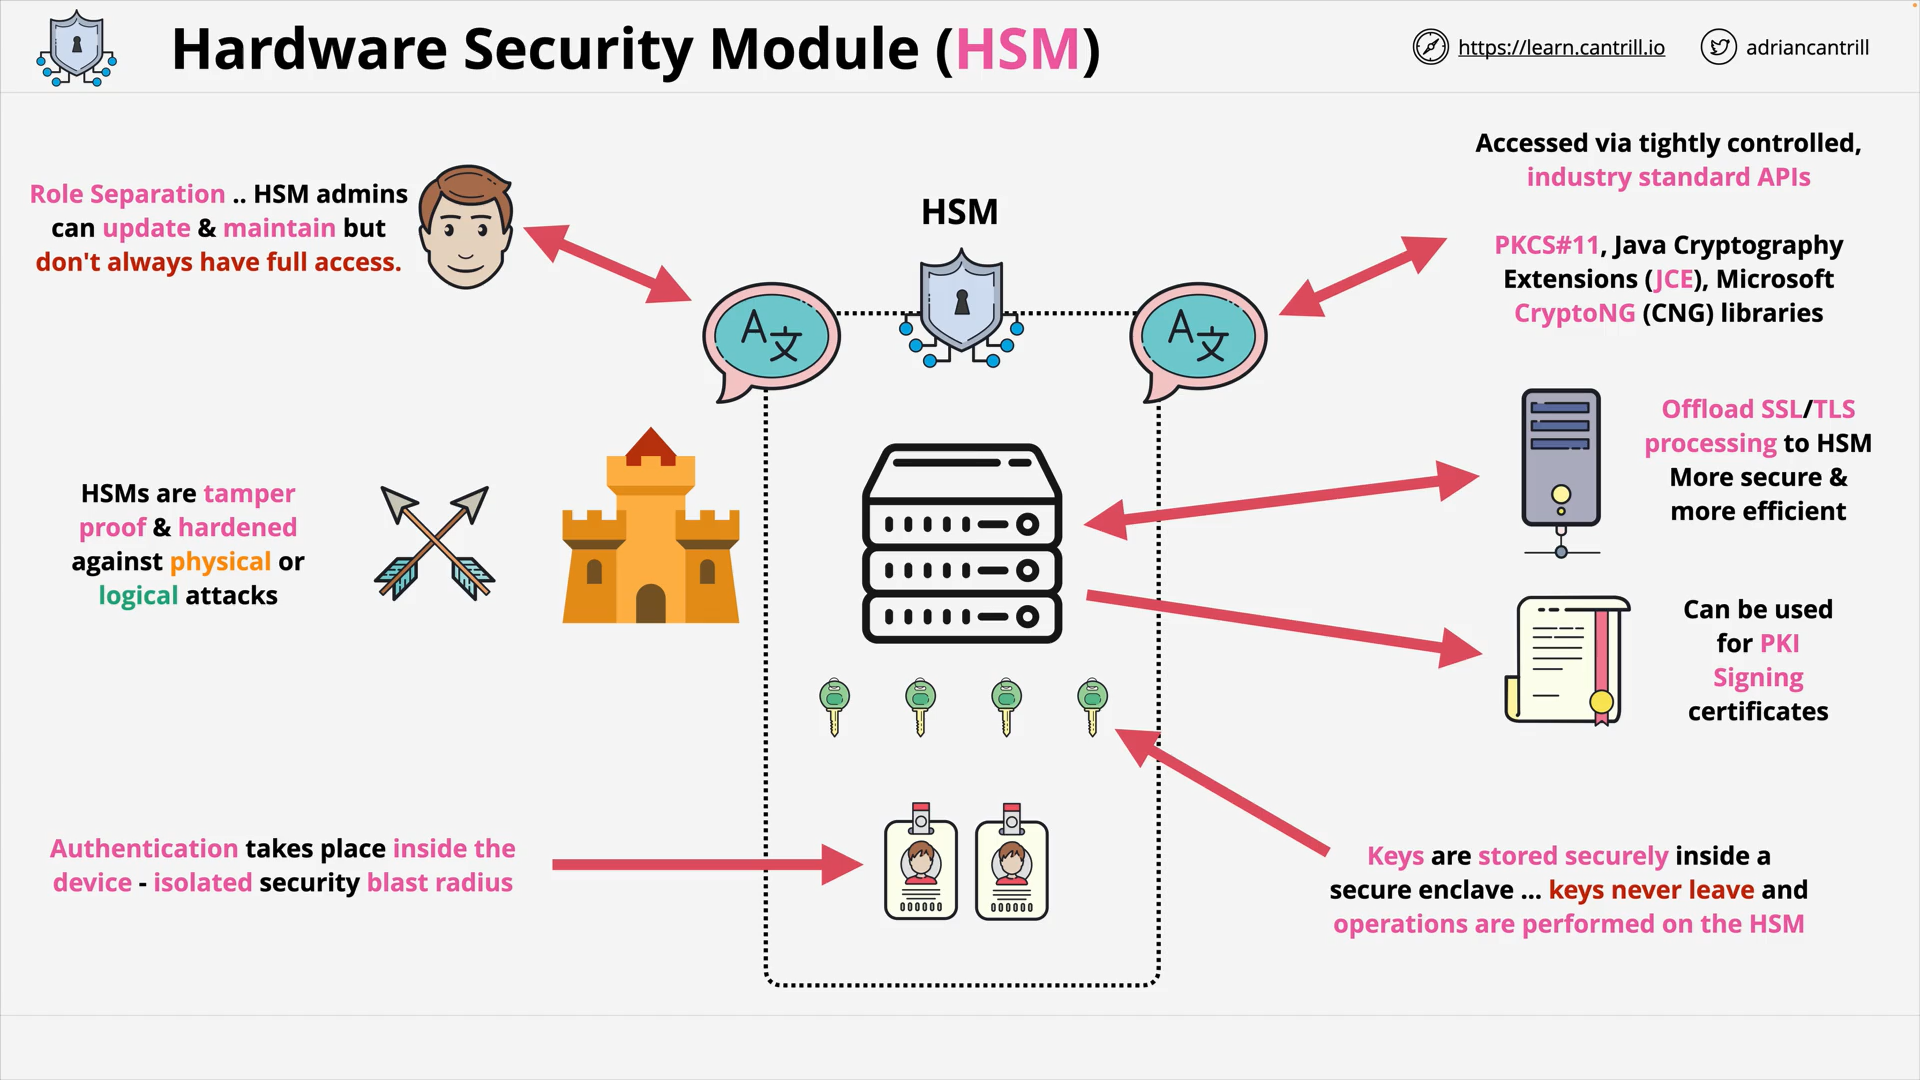 Hardware Security Module (HSM)
https://learn.cantrill.io
adriancantrill
Role Separation .. HSM admins
can update & maintain but
don't always have full access.
HSM
Accessed via tightly controlled,
industry standard APIs
PKCS#11, Java Cryptography
Extensions (JCE), Microsoft
CryptoNG (CNG) libraries
A文
A文
HSMs are tamper
proof & hardened
against physical or
logical attacks
Offload SSL/TLS
processing to HSM
More secure &
more efficient
Can be used
for PKI
Signing
certificates
Authentication takes place inside the
device - isolated security blast radius
Keys are stored securely inside a
secure enclave ... keys never leave and
operations are performed on the HSM